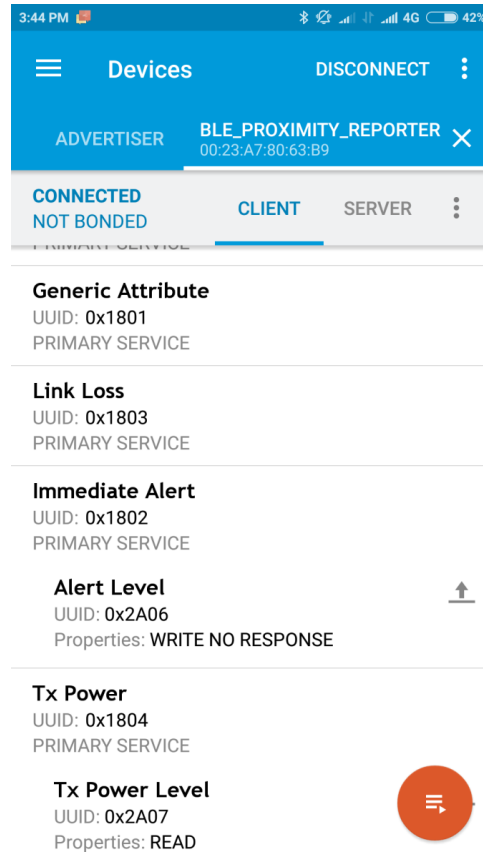 3:44 PM 4G 42%
Devices DISCONNECT
ADVERTISER BLE_PROXIMITY_REPORTER
00:23:A7:80:63:B9
CONNECTED
NOT BONDED
CLIENT SERVER
PRIMARY SERVICE
Generic Attribute
UUID: 0x1801
PRIMARY SERVICE
Link Loss
UUID: 0x1803
PRIMARY SERVICE
Immediate Alert
UUID: 0x1802
PRIMARY SERVICE
Alert Level
UUID: 0x2A06
Properties: WRITE NO RESPONSE
Tx Power
UUID: 0x1804
PRIMARY SERVICE
Tx Power Level
UUID: 0x2A07
Properties: READ